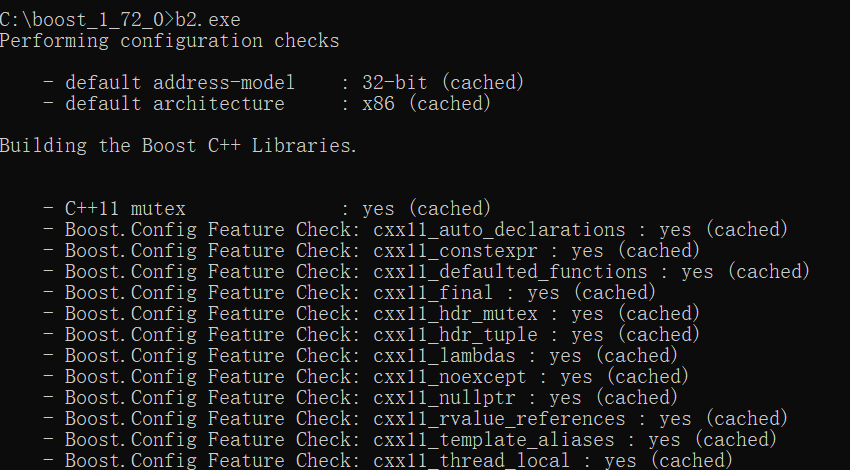 C:\boost_1_72_0>b2.exe
Performing configuration checks
- default address-model : 32-bit (cached)
- default architecture : x86 (cached)
Building the Boost C++ Libraries.
- C++11 mutex : yes (cached)
- Boost.Config Feature Check: cxx11_auto_declarations : yes (cached)
- Boost.Config Feature Check: cxx11_constexpr : yes (cached)
- Boost.Config Feature Check: cxx11_defaulted_functions : yes (cached)
- Boost.Config Feature Check: cxx11_final : yes (cached)
- Boost.Config Feature Check: cxx11_hdr_mutex : yes (cached)
- Boost.Config Feature Check: cxx11_hdr_tuple : yes (cached)
- Boost.Config Feature Check: cxx11_lambdas : yes (cached)
- Boost.Config Feature Check: cxx11_noexcept : yes (cached)
- Boost.Config Feature Check: cxx11_nullptr : yes (cached)
- Boost.Config Feature Check: cxx11_rvalue_references : yes (cached)
- Boost.Config Feature Check: cxx11_template_aliases : yes (cached)
- Boost.Config Feature Check: cxx11_thread_local : yes (cached)